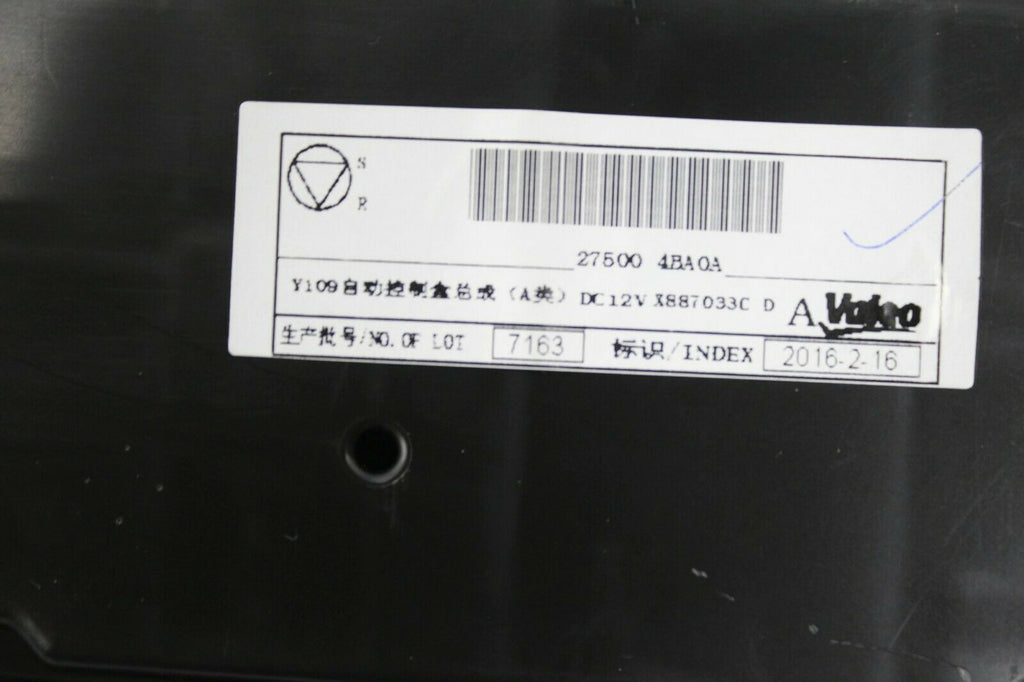 S
R
27500 4BA0A
Y109自动控制盒总成（A类）DC12V X887033C D A Valeo
生产批号/NO. OF LOT 7163 标识/INDEX 2016-2-16